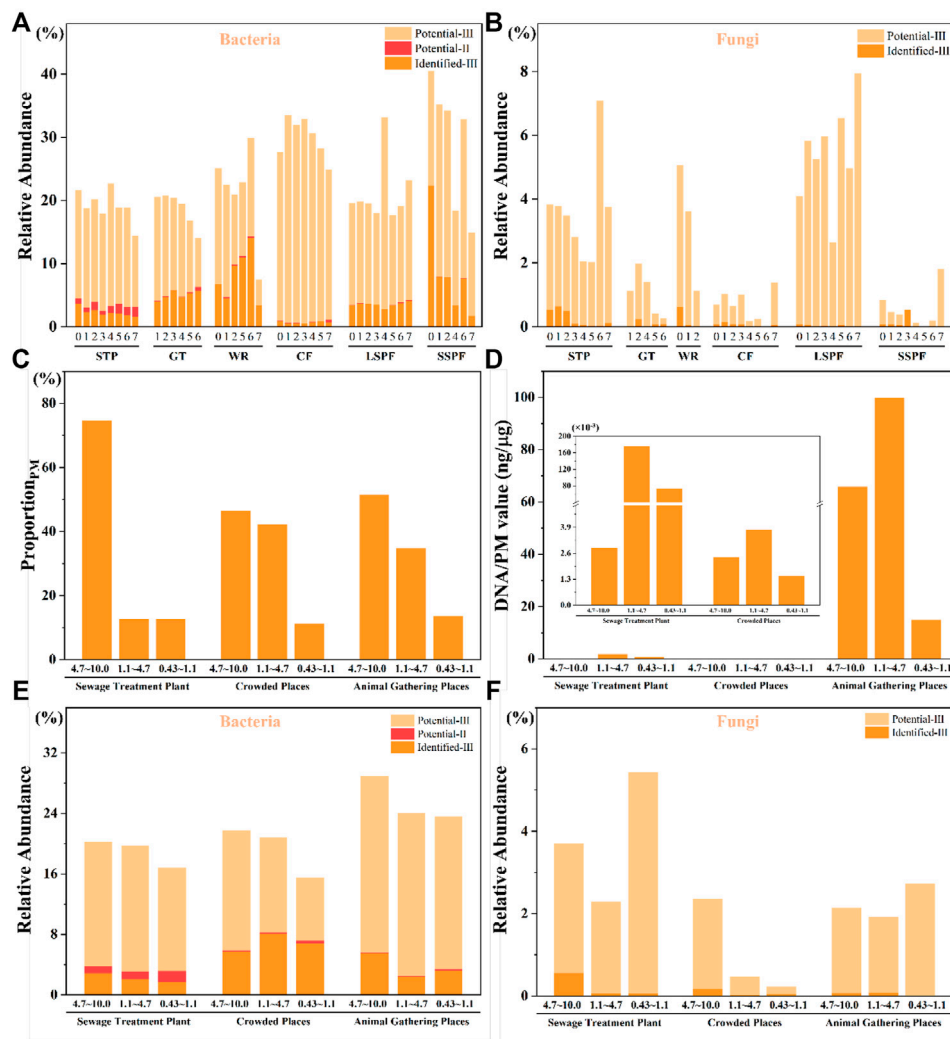 A
(%)
Bacteria
Potential-III
Potential-II
Identified-III
Relative Abundance
40
30
20
10
0
0 1 2 3 4 5 6 7
1 2 3 4 5 6
0 1 2 4 5 6 7
0 1 2 3 4 5 6 7
0 1 2 3 4 5 6 7
0 1 2 4 6 7
STP GT WR CF LSPF SSPF
B
(%)
Fungi
Potential-III
Identified-III
Relative Abundance
8
6
4
2
0
0 1 2 3 4 5 6 7
1 2 4 5 6
0 1 2
0 1 2 3 4 5 6 7
0 1 2 3 4 5 6 7
0 1 2 3 4 5 6 7
STP GT WR CF LSPF SSPF
C
(%)
ProportionPM
80
60
40
20
0
4.7~10.0 1.1~4.7 0.43~1.1 4.7~10.0 1.1~4.7 0.43~1.1 4.7~10.0 1.1~4.7 0.43~1.1
Sewage Treatment Plant Crowded Places Animal Gathering Places
D
DNA/PM value (ng/μg)
100
80
60
40
20
0
(×10⁻³)
200
160
120
80
3.9
2.6
1.3
0.0
4.7~10.0 1.1~4.7 0.43~1.1 4.7~10.0 1.1~4.7 0.43~1.1
Sewage Treatment Plant Crowded Places
4.7~10.0 1.1~4.7 0.43~1.1 4.7~10.0 1.1~4.7 0.43~1.1 4.7~10.0 1.1~4.7 0.43~1.1
Sewage Treatment Plant Crowded Places Animal Gathering Places
E
(%)
Bacteria
Potential-III
Potential-II
Identified-III
Relative Abundance
32
24
16
8
0
4.7~10.0 1.1~4.7 0.43~1.1 4.7~10.0 1.1~4.7 0.43~1.1 4.7~10.0 1.1~4.7 0.43~1.1
Sewage Treatment Plant Crowded Places Animal Gathering Places
F
(%)
Fungi
Potential-III
Identified-III
Relative Abundance
6
4
2
0
4.7~10.0 1.1~4.7 0.43~1.1 4.7~10.0 1.1~4.7 0.43~1.1 4.7~10.0 1.1~4.7 0.43~1.1
Sewage Treatment Plant Crowded Places Animal Gathering Places